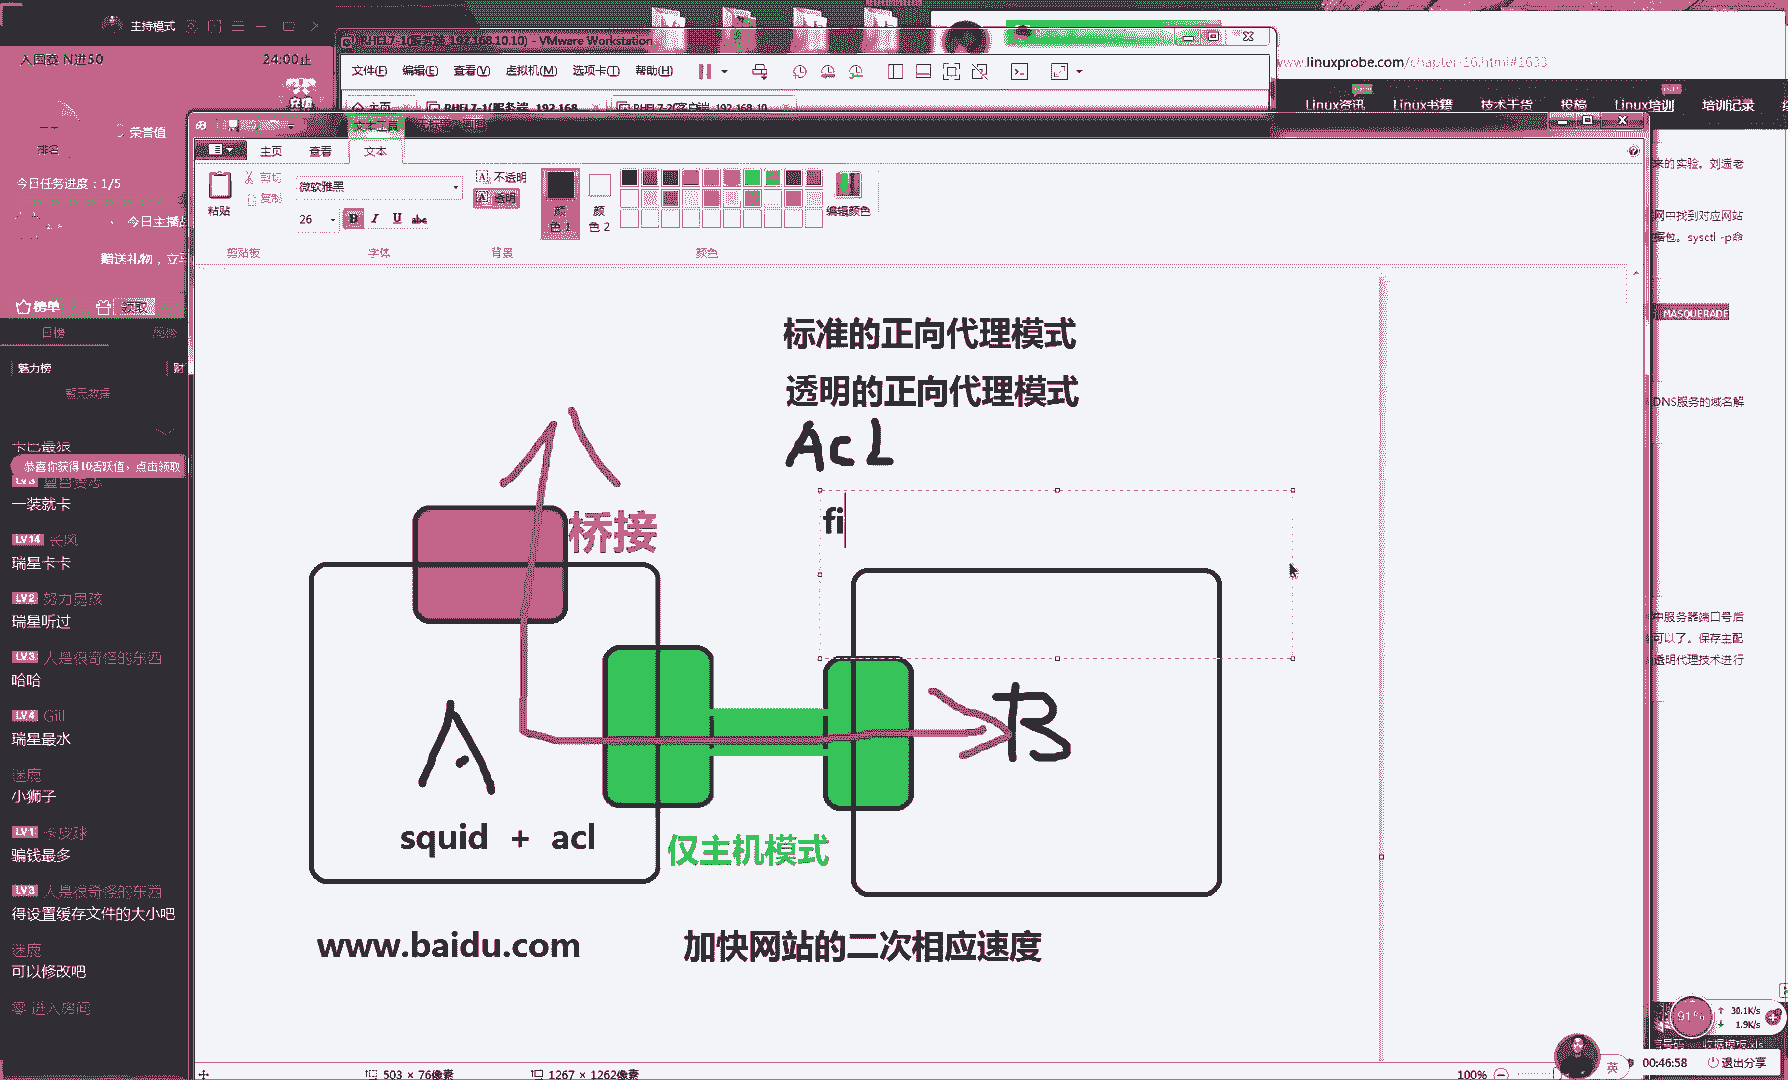 主持模式
入围赛 N进50
24:00止
荣誉值
排名
今日任务进度：1/5
今日主播
赠送礼物，立
榜单
日榜
魅力榜
财
暂无数据
恭喜你获得10活跃值，点击领取
一装就卡
LV14 长风
瑞星卡卡
LV2 努力男孩
瑞星听过
LV3 人是很奇怪的东西
哈哈
LV4 Gill
瑞星最水
迷鹿
小狮子
LV1 卡皮球
骗钱最多
LV3 人是很奇怪的东西
得设置缓存文件的大小吧
迷鹿
可以修改吧
零 进入房间
RHEL7-1(服务端 192.168.10.10) - VMware Workstation
文件(F) 编辑(E) 查看(V) 虚拟机(M) 选项卡(T) 帮助(H)
主页 RHEL7-1(服务端 192.168 RHEL7-2(客户端 192.168.10
www.linuxprobe.com/chapter-16.html#1633
Linux资讯 Linux书籍 技术干货 投稿 Linux培训 培训记录
主页 查看 文本
粘贴 剪切 复制
微软雅黑
26 B I U abc
不透明
透明
颜色 1
颜色 2
编辑颜色
剪贴板 字体 背景 颜色
标准的正向代理模式
透明的正向代理模式
AcL
fi
桥接
A
B
squid + acl
仅主机模式
www.baidu.com
加快网站的二次相应速度
来的实验。刘遄老
网中找到对应网站
据包。sysctl -p命
MASQUERADE
DNS服务的域名解
中服务器端口号后
可以了。保存主配
透明代理技术进行
503 × 76像素
1267 × 1262像素
100%
91%
30.1K/s
1.9K/s
英
00:46:58 退出分享